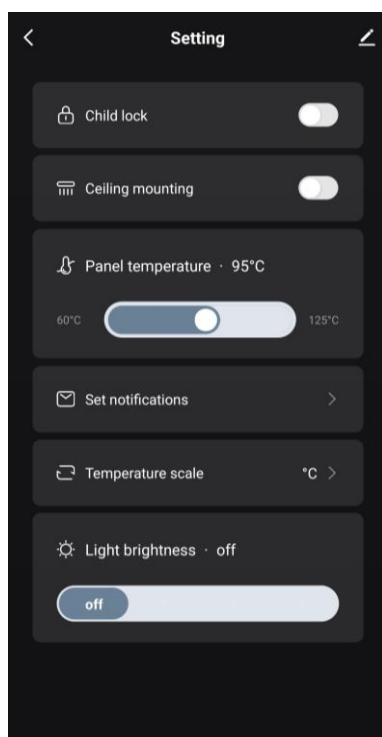 Setting
Child lock
Ceiling mounting
Panel temperature · 95°C
60°C 125°C
Set notifications
Temperature scale °C
Light brightness · off
off